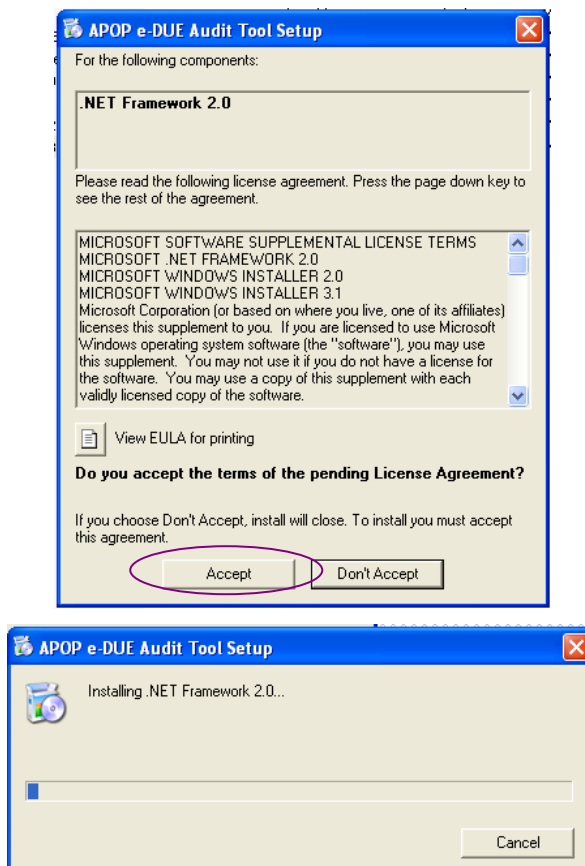 APOP e-DUE Audit Tool Setup
For the following components:
.NET Framework 2.0
Please read the following license agreement. Press the page down key to
see the rest of the agreement.
MICROSOFT SOFTWARE SUPPLEMENTAL LICENSE TERMS
MICROSOFT .NET FRAMEWORK 2.0
MICROSOFT WINDOWS INSTALLER 2.0
MICROSOFT WINDOWS INSTALLER 3.1
Microsoft Corporation (or based on where you live, one of its affiliates)
licenses this supplement to you.  If you are licensed to use Microsoft
Windows operating system software (the "software"), you may use
this supplement.  You may not use it if you do not have a license for
the software.  You may use a copy of this supplement with each
validly licensed copy of the software.
View EULA for printing
Do you accept the terms of the pending License Agreement?
If you choose Don't Accept, install will close. To install you must accept
this agreement.
Accept
Don't Accept
APOP e-DUE Audit Tool Setup
Installing .NET Framework 2.0...
Cancel